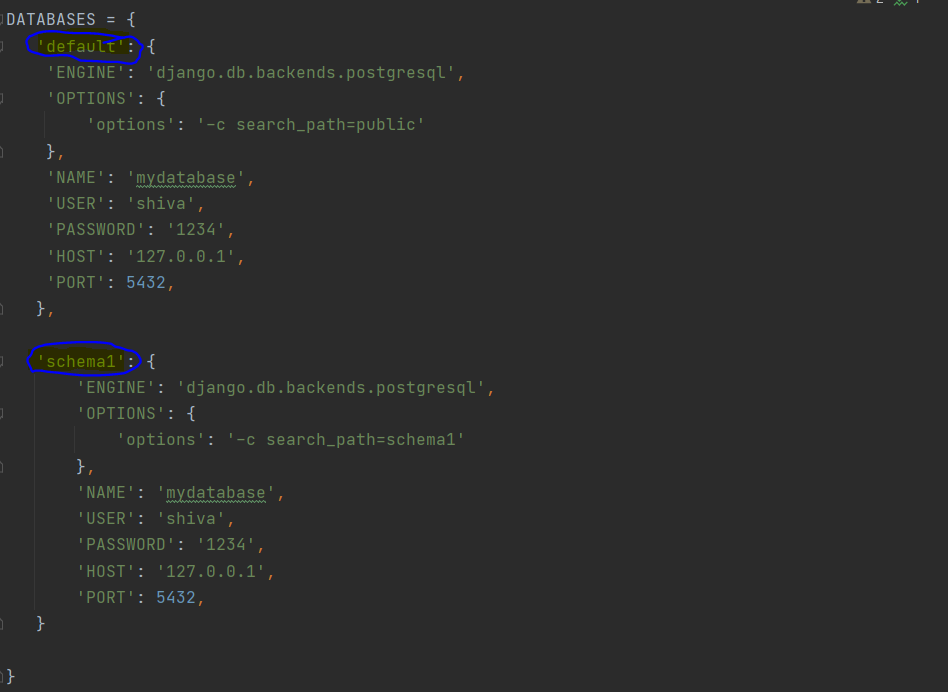 DATABASES = {
'default': {
'ENGINE': 'django.db.backends.postgresql',
'OPTIONS': {
'options': '-c search_path=public'
},
'NAME': 'mydatabase',
'USER': 'shiva',
'PASSWORD': '1234',
'HOST': '127.0.0.1',
'PORT': 5432,
},
'schema1': {
'ENGINE': 'django.db.backends.postgresql',
'OPTIONS': {
'options': '-c search_path=schema1'
},
'NAME': 'mydatabase',
'USER': 'shiva',
'PASSWORD': '1234',
'HOST': '127.0.0.1',
'PORT': 5432,
}
}